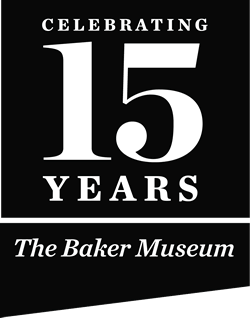 CELEBRATING
15
YEARS
The Baker Museum